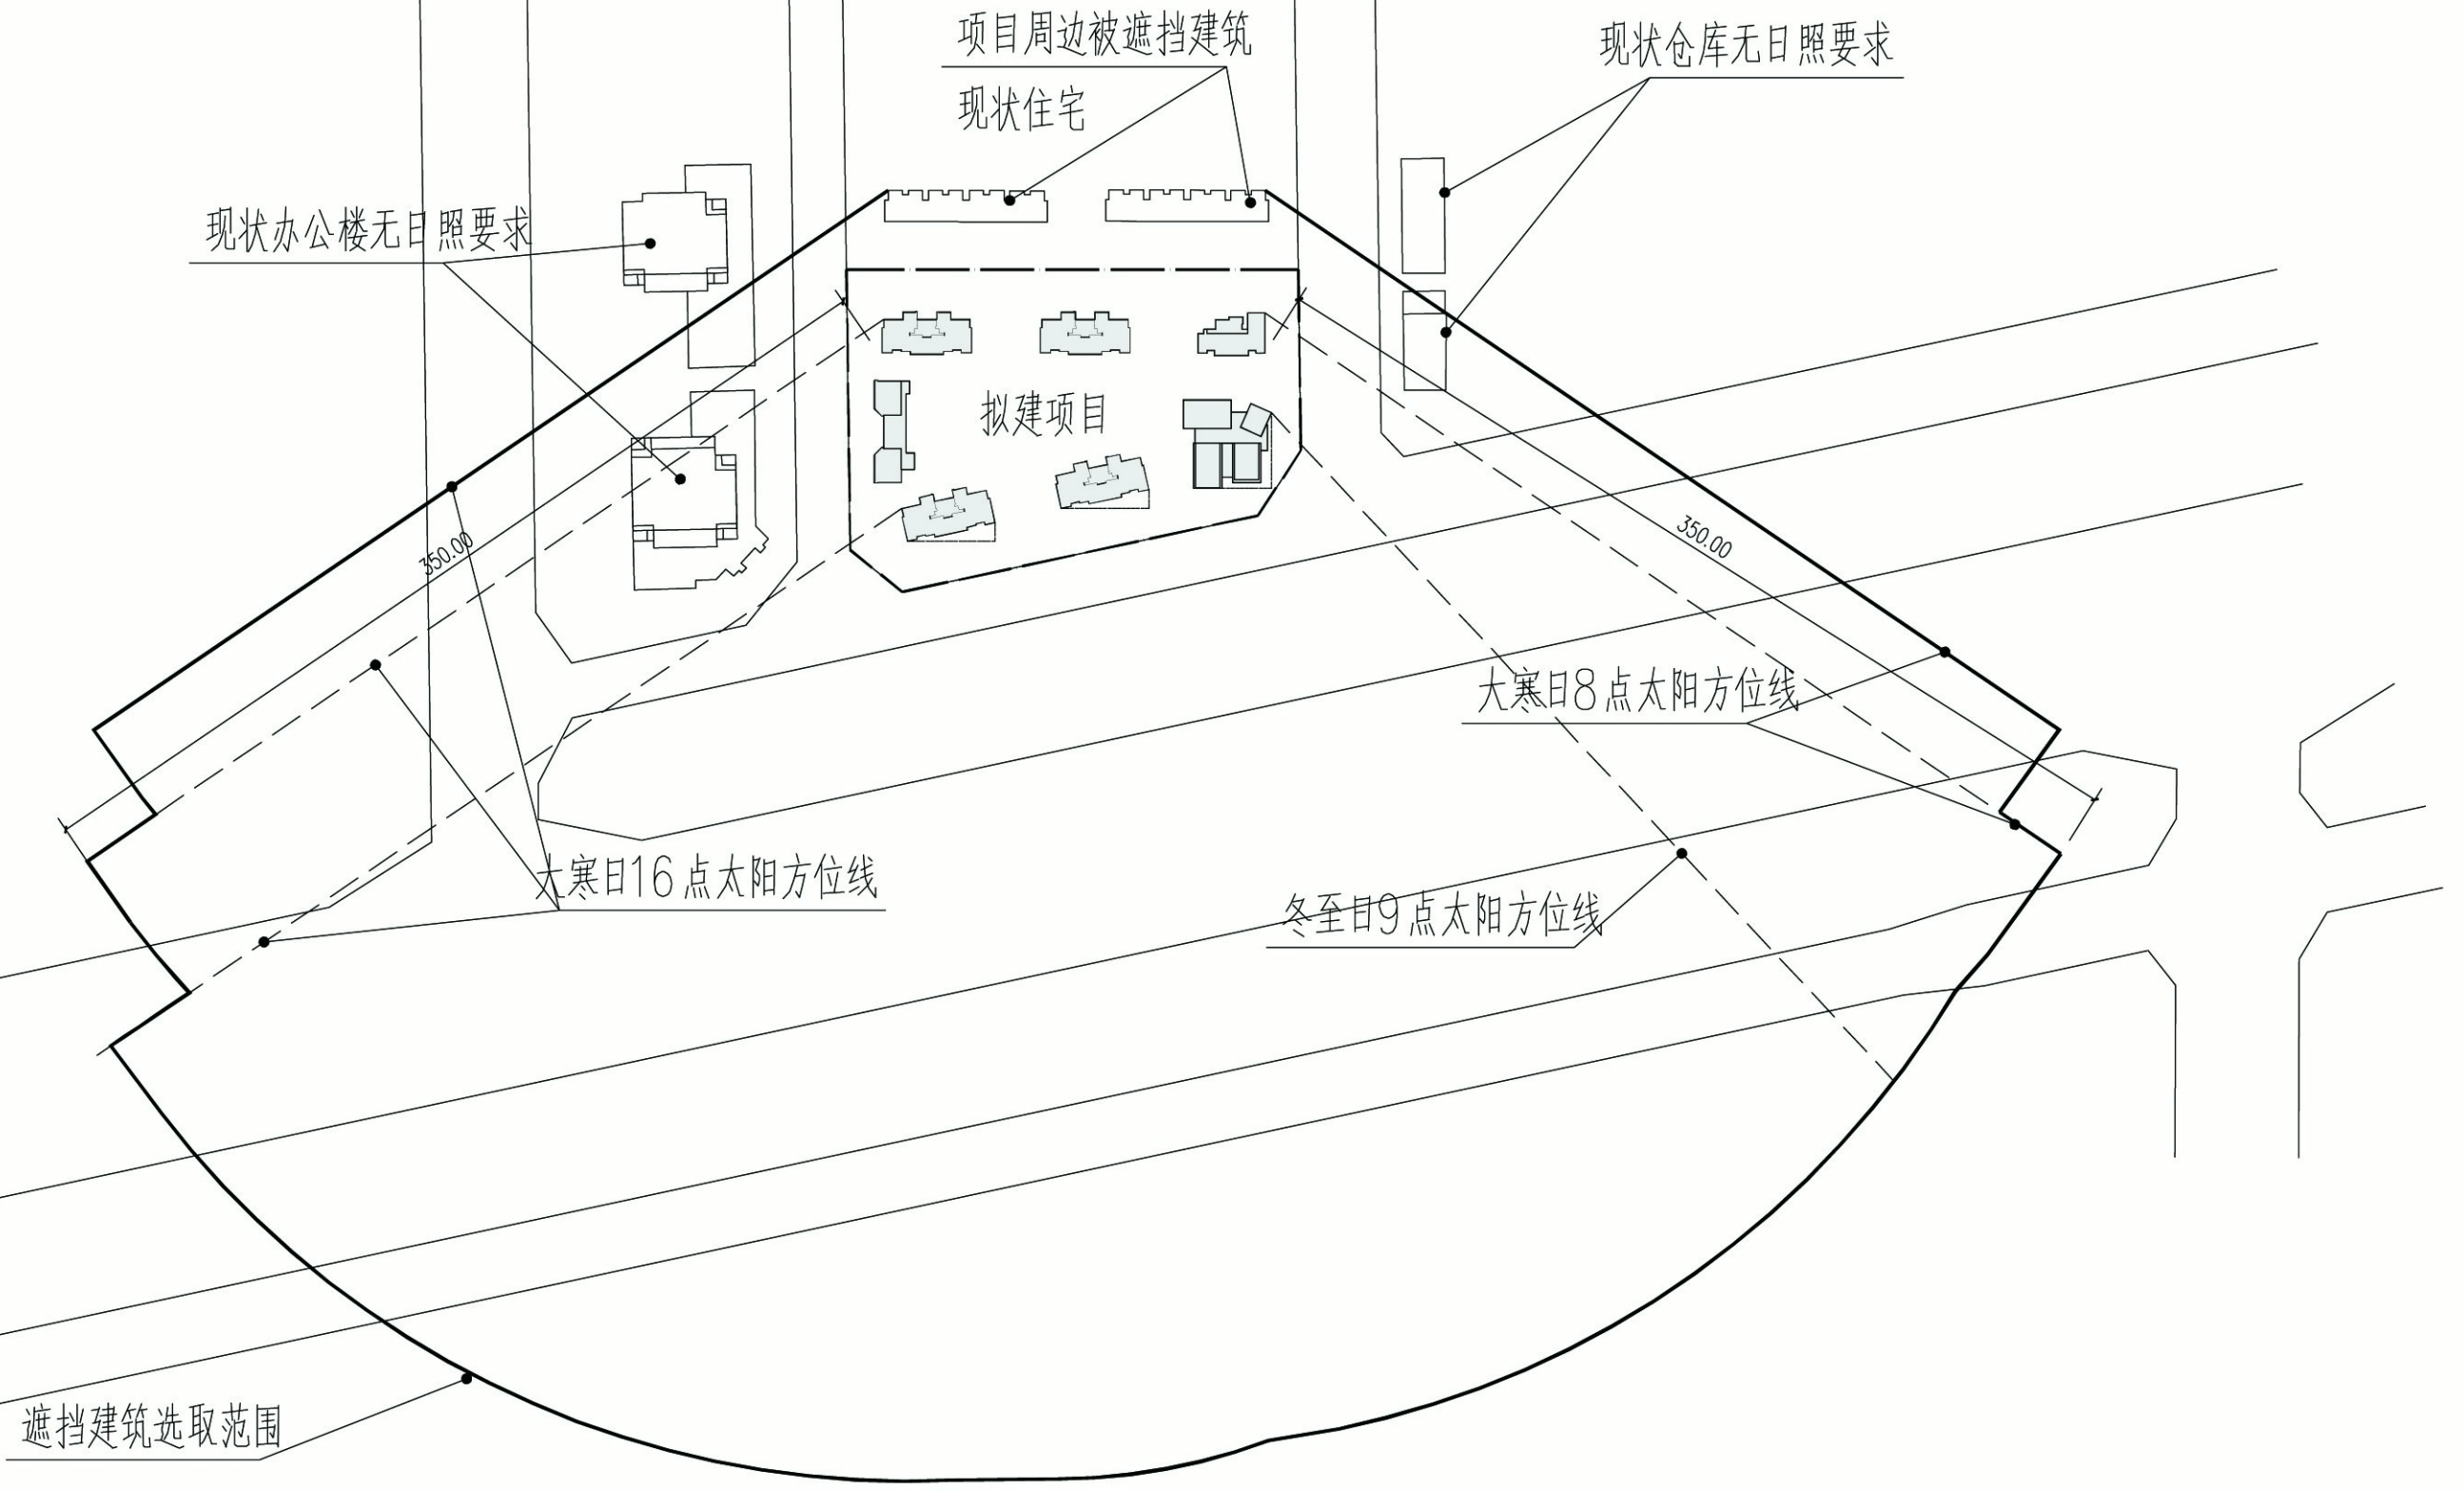 项目周边被遮挡建筑
现状住宅
现状仓库无日照要求
现状办公楼无日照要求
拟建项目
350.00
350.00
大寒日8点太阳方位线
大寒日16点太阳方位线
冬至日9点太阳方位线
遮挡建筑选取范围